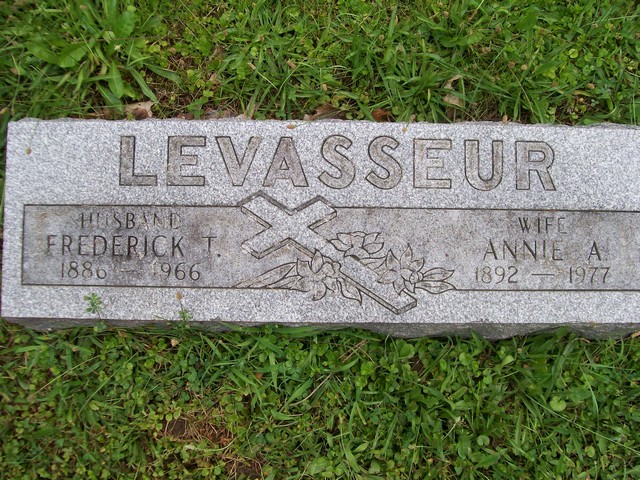 LEVASSEUR
HUSBAND
FREDERICK T.
1886 — 1966
WIFE
ANNIE A.
1892 — 1977